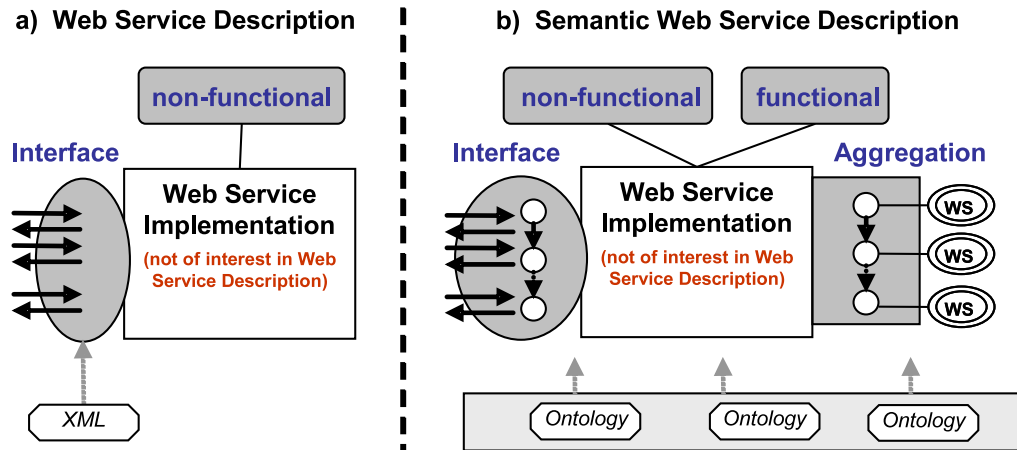 a) Web Service Description
non-functional
Interface
Web Service
Implementation
(not of interest in Web
Service Description)
XML
b) Semantic Web Service Description
non-functional
functional
Interface
Aggregation
Web Service
Implementation
(not of interest in Web
Service Description)
WS
WS
WS
Ontology
Ontology
Ontology